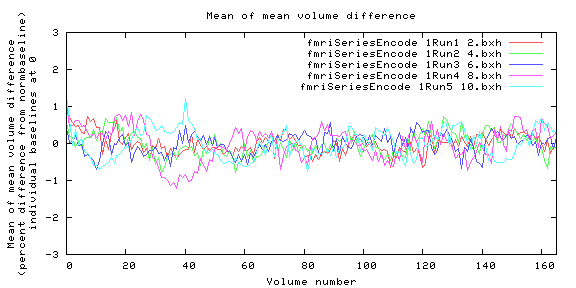 Mean of mean volume difference
Mean of mean volume difference
(percent difference from normbaseline)
individual baselines at 0
3
2
1
0
-1
-2
-3
fmriSeriesEncode 1Run1 2.bxh
fmriSeriesEncode 1Run2 4.bxh
fmriSeriesEncode 1Run3 6.bxh
fmriSeriesEncode 1Run4 8.bxh
fmriSeriesEncode 1Run5 10.bxh
0 20 40 60 80 100 120 140 160
Volume number